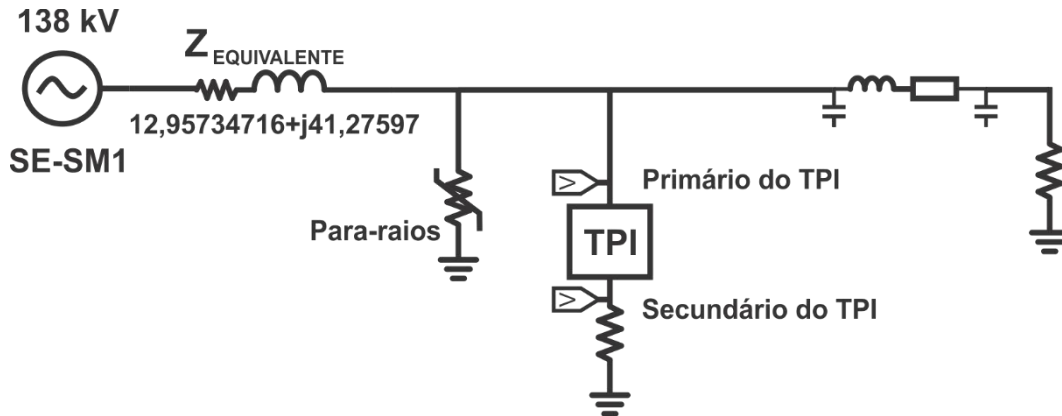 138 kV
Z EQUIVALENTE
12,95734716+j41,27597
SE-SM1
Para-raios
V
Primário do TPI
TPI
V
Secundário do TPI